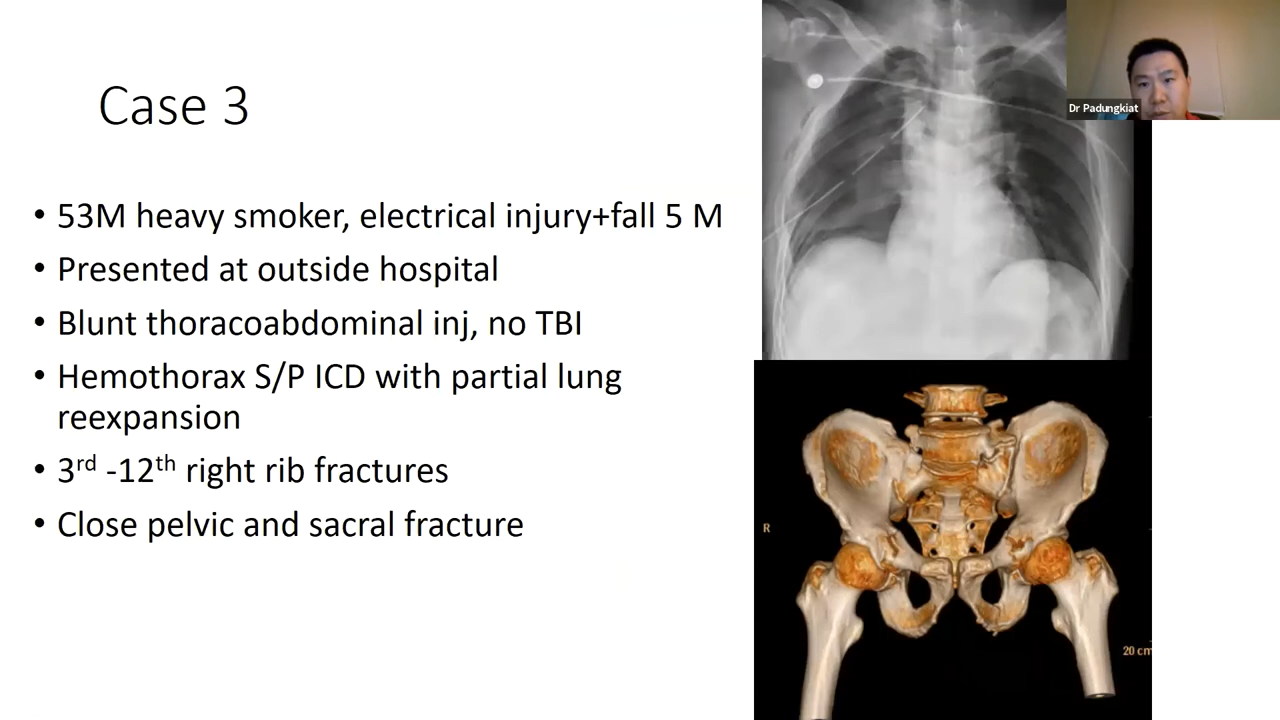 Case 3
• 53M heavy smoker, electrical injury+fall 5 M
• Presented at outside hospital
• Blunt thoracoabdominal inj, no TBI
• Hemothorax S/P ICD with partial lung
reexpansion
• 3rd -12th right rib fractures
• Close pelvic and sacral fracture
Dr Padungkiat
R
20 cm